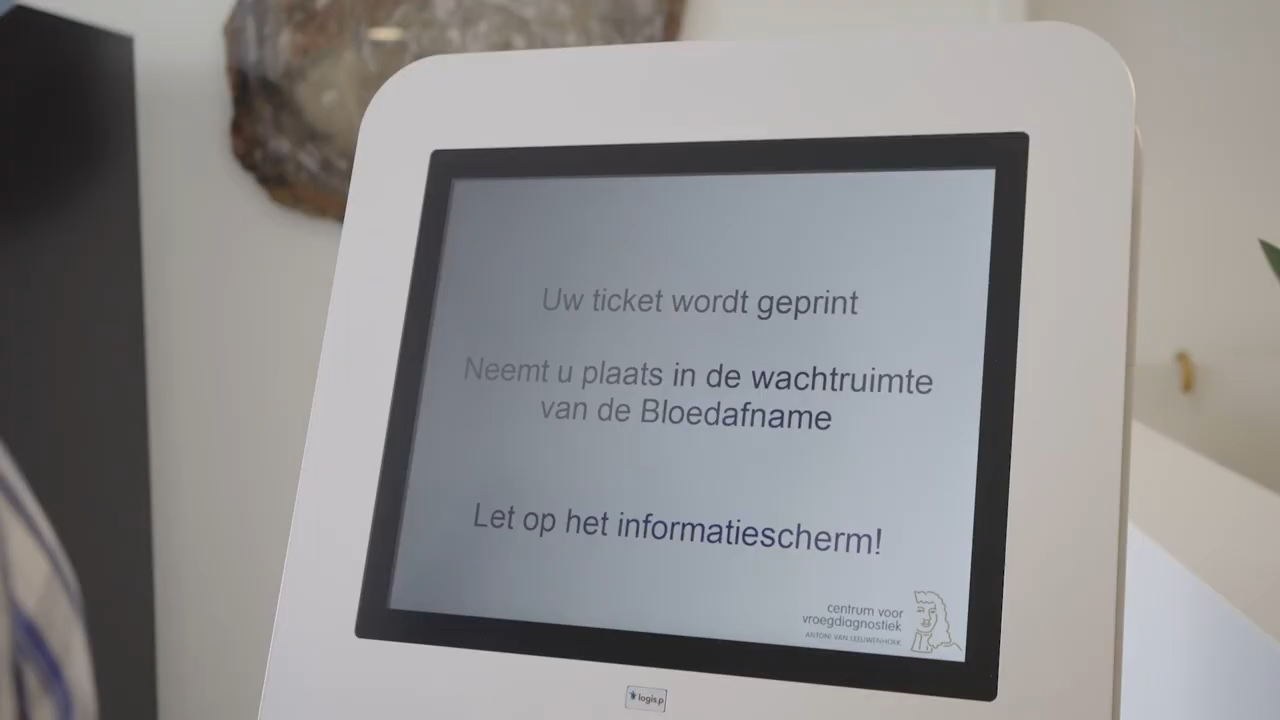 Uw ticket wordt geprint
Neemt u plaats in de wachtruimte
van de Bloedafname
Let op het informatiescherm!
centrum voor
vroegdiagnostiek
ANTONI VAN LEEUWENHOEK
logis.p